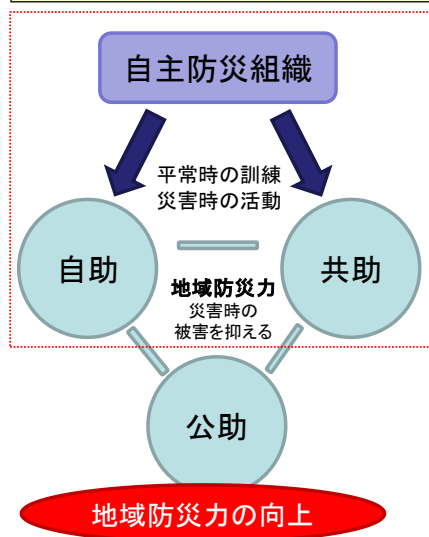 自主防災組織
平常時の訓練
災害時の活動
自助
共助
地域防災力
災害時の
被害を抑える
公助
地域防災力の向上